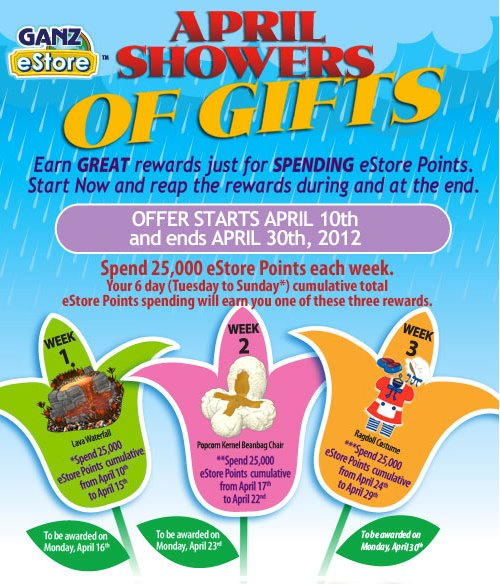 GANZ
eStore™
APRIL
SHOWERS
OF GIFTS
Earn GREAT rewards just for SPENDING eStore Points.
Start Now and reap the rewards during and at the end.
OFFER STARTS APRIL 10th
and ends APRIL 30th, 2012
Spend 25,000 eStore Points each week.
Your 6 day (Tuesday to Sunday*) cumulative total
eStore Points spending will earn you one of these three rewards.
WEEK
1
Lava Waterfall
*Spend 25,000
eStore Points cumulative
from April 10th
to April 15th
To be awarded on
Monday, April 16th
WEEK
2
Popcorn Kernel Beanbag Chair
**Spend 25,000
eStore Points cumulative
from April 17th
to April 22nd
To be awarded on
Monday, April 23rd
WEEK
3
Ragdoll Costume
***Spend 25,000
eStore Points cumulative
from April 24th
to April 29th
To be awarded on
Monday, April 30th